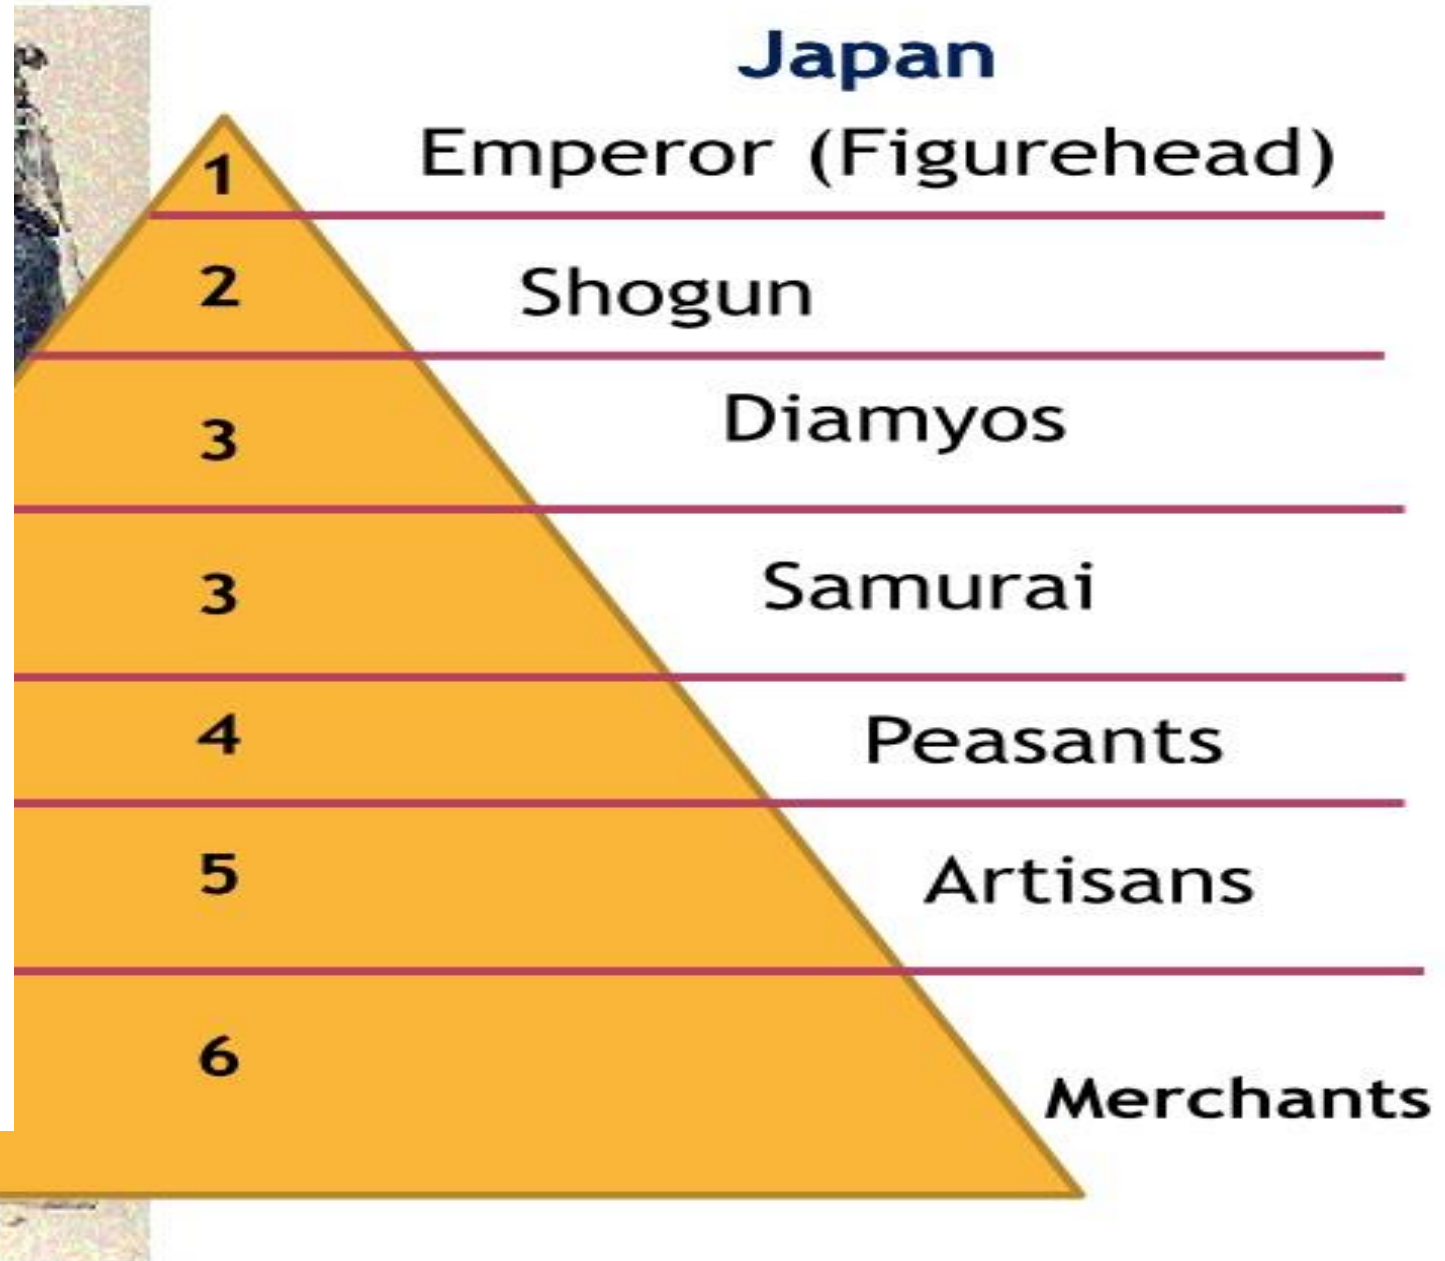 Japan
1 Emperor (Figurehead)
2 Shogun
3 Diamyos
3 Samurai
4 Peasants
5 Artisans
6 Merchants